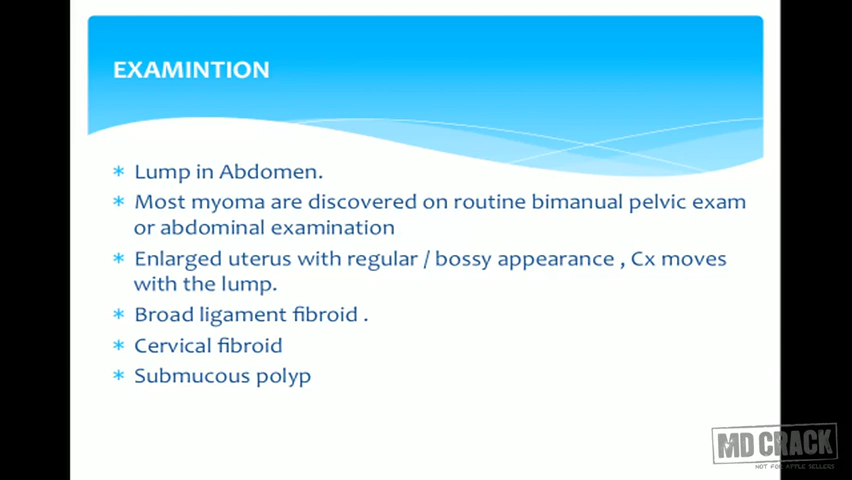 EXAMINTION
* Lump in Abdomen.
* Most myoma are discovered on routine bimanual pelvic exam
or abdominal examination
* Enlarged uterus with regular / bossy appearance , Cx moves
with the lump.
* Broad ligament fibroid .
* Cervical fibroid
* Submucous polyp
MD CRACK
NOT FOR APPLE SELLERS